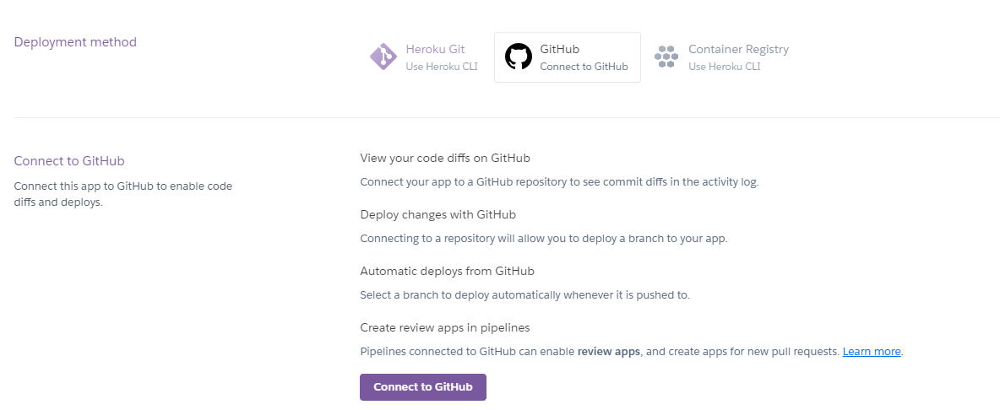 Deployment method
Heroku Git
Use Heroku CLI
GitHub
Connect to GitHub
Container Registry
Use Heroku CLI
Connect to GitHub
Connect this app to GitHub to enable code
diffs and deploys.
View your code diffs on GitHub
Connect your app to a GitHub repository to see commit diffs in the activity log.
Deploy changes with GitHub
Connecting to a repository will allow you to deploy a branch to your app.
Automatic deploys from GitHub
Select a branch to deploy automatically whenever it is pushed to.
Create review apps in pipelines
Pipelines connected to GitHub can enable review apps, and create apps for new pull requests. Learn more.
Connect to GitHub